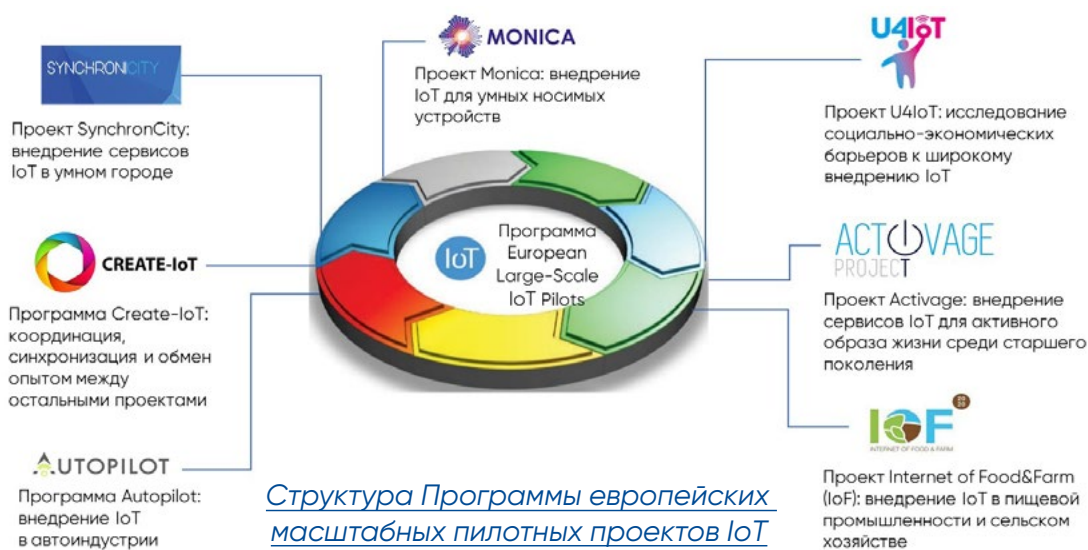 SYNCHRONICITY
Проект SynchronCity:
внедрение сервисов
IoT в умном городе
MONICA
Проект Monica: внедрение
IoT для умных носимых
устройств
U4IoT
Проект U4IoT: исследование
социально-экономических
барьеров к широкому
внедрению IoT
CREATE-IoT
Программа Create-IoT:
координация,
синхронизация и обмен
опытом между
остальными проектами
IoT
Программа
European
Large-Scale
IoT Pilots
ACTIVAGE
PROJECT
Проект Activage: внедрение
сервисов IoT для активного
образа жизни среди старшего
поколения
AUTOPILOT
Программа Autopilot:
внедрение IoT
в автоиндустрии
IOF
INTERNET OF FOOD & FARM
Проект Internet of Food&Farm
(IoF): внедрение IoT в пищевой
промышленности и сельском
хозяйстве
Структура Программы европейских
масштабных пилотных проектов IoT